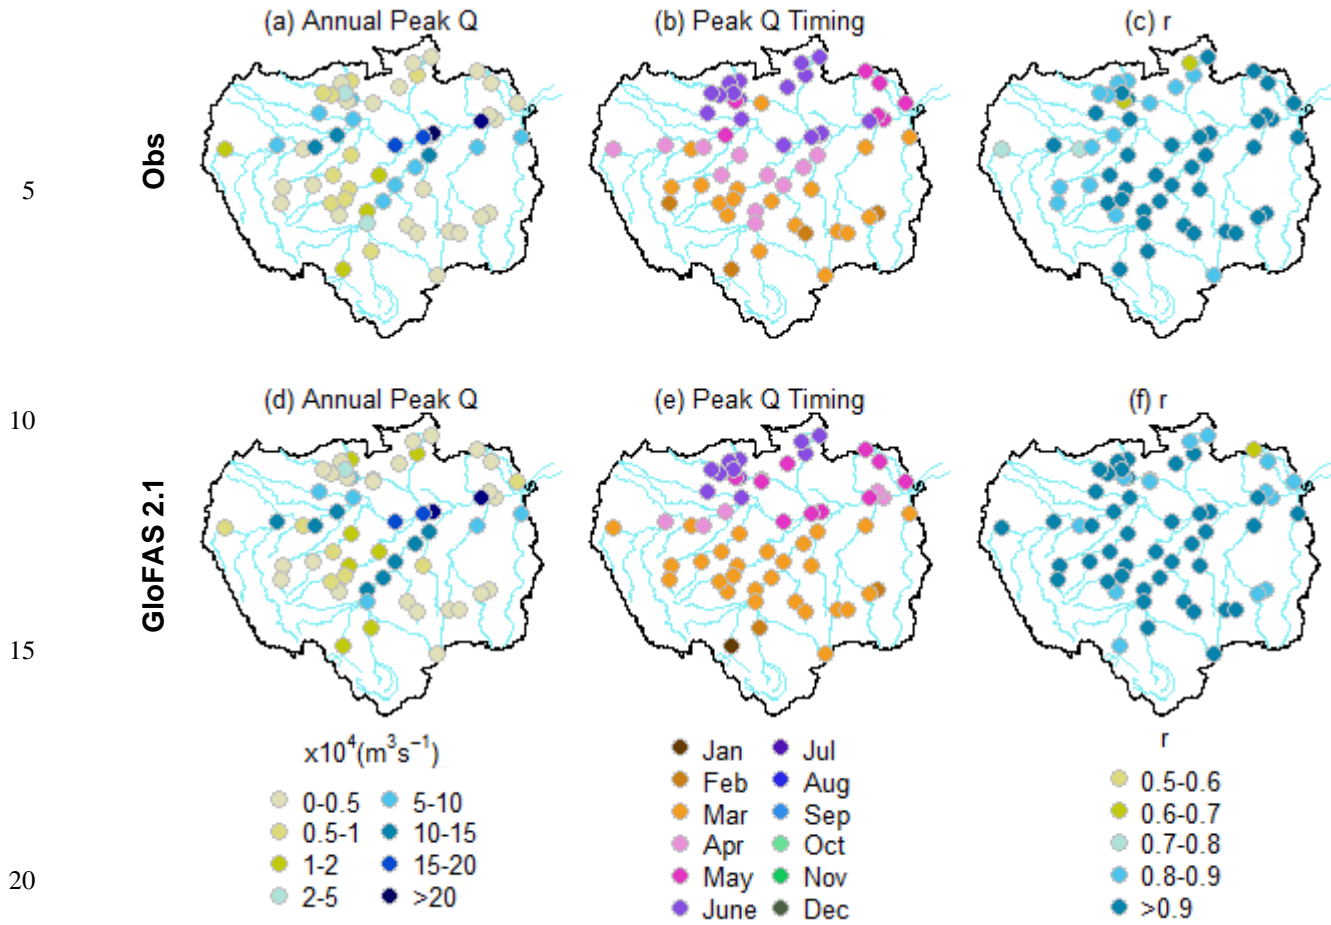 (a) Annual Peak Q
(b) Peak Q Timing
(c) r
Obs
5
10
(d) Annual Peak Q
(e) Peak Q Timing
(f) r
GloFAS 2.1
15
x10⁴(m³s⁻¹)
0-0.5
5-10
0.5-1
10-15
1-2
15-20
2-5
>20
Jan
Jul
Feb
Aug
Mar
Sep
Apr
Oct
May
Nov
June
Dec
r
0.5-0.6
0.6-0.7
0.7-0.8
0.8-0.9
>0.9
20